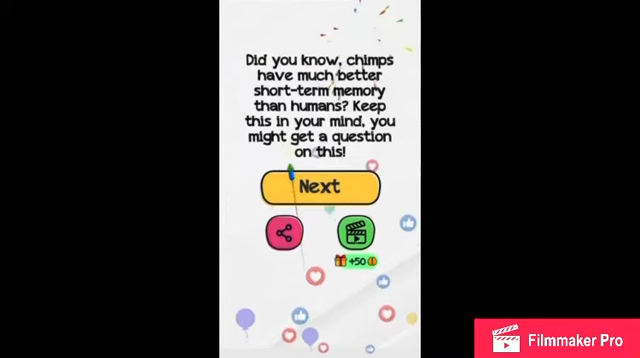 Did you know, chimps
have much better
short-term memory
than humans? Keep
this in your mind, you
might get a question
on this!
Next
+50
Filmmaker Pro